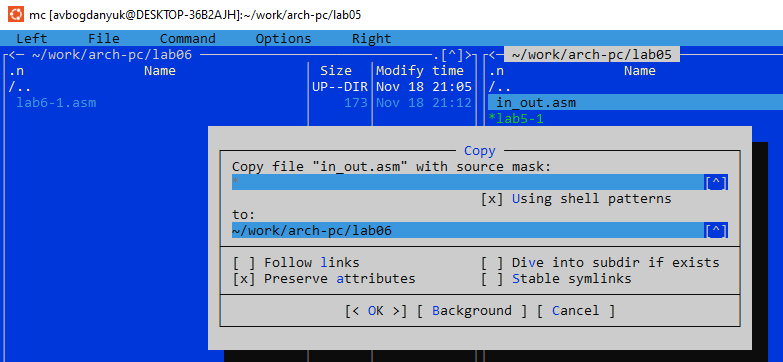 mc [avbogdanyuk@DESKTOP-36B2AJH]:~/work/arch-pc/lab05
Left File Command Options Right
<─ ~/work/arch-pc/lab06 .[^]> <─ ~/work/arch-pc/lab05
.n Name Size Modify time .n Name
/.. UP--DIR Nov 18 21:05 /..
lab6-1.asm 173 Nov 18 21:12 in_out.asm
*lab5-1
Copy
Copy file "in_out.asm" with source mask:
* [^]
[x] Using shell patterns
to:
~/work/arch-pc/lab06 [^]
[ ] Follow links [ ] Dive into subdir if exists
[x] Preserve attributes [ ] Stable symlinks
[< OK >] [ Background ] [ Cancel ]